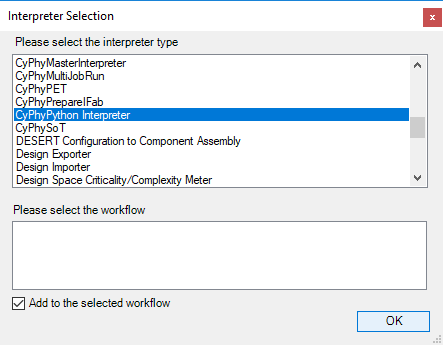 Interpreter Selection
x
Please select the interpreter type
CyPhyMasterInterpreter
CyPhyMultiJobRun
CyPhyPET
CyPhyPrepareIFab
CyPhyPython Interpreter
CyPhySoT
DESERT Configuration to Component Assembly
Design Exporter
Design Importer
Design Space Criticality/Complexity Meter
Please select the workflow
Add to the selected workflow
OK